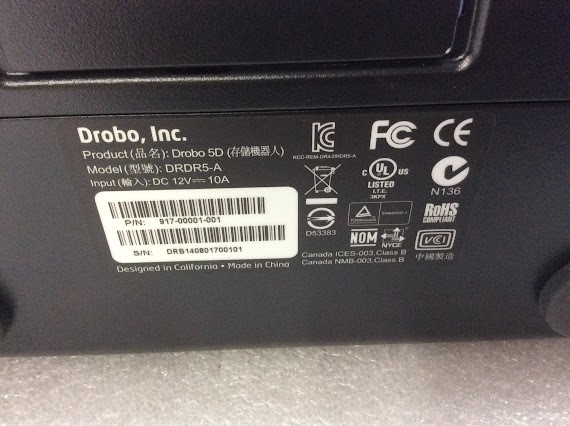 Drobo, Inc.
Product (品名): Drobo 5D (存儲機器人)
Model (型號): DRDR5-A
Input (輸入): DC 12V⎓10A
P/N: 917-00001-001
S/N: DRB140801700101
Designed in California • Made in China
KCC-REM-DR4-DRDR5-A
FC CE
c UL US
LISTED
I.T.E.
3KFX
N136
D53383
RoHS
COMPLIANT
NOM NYCE
VCI
中國製造
Canada ICES-003,Class B
Canada NMB-003,Class B